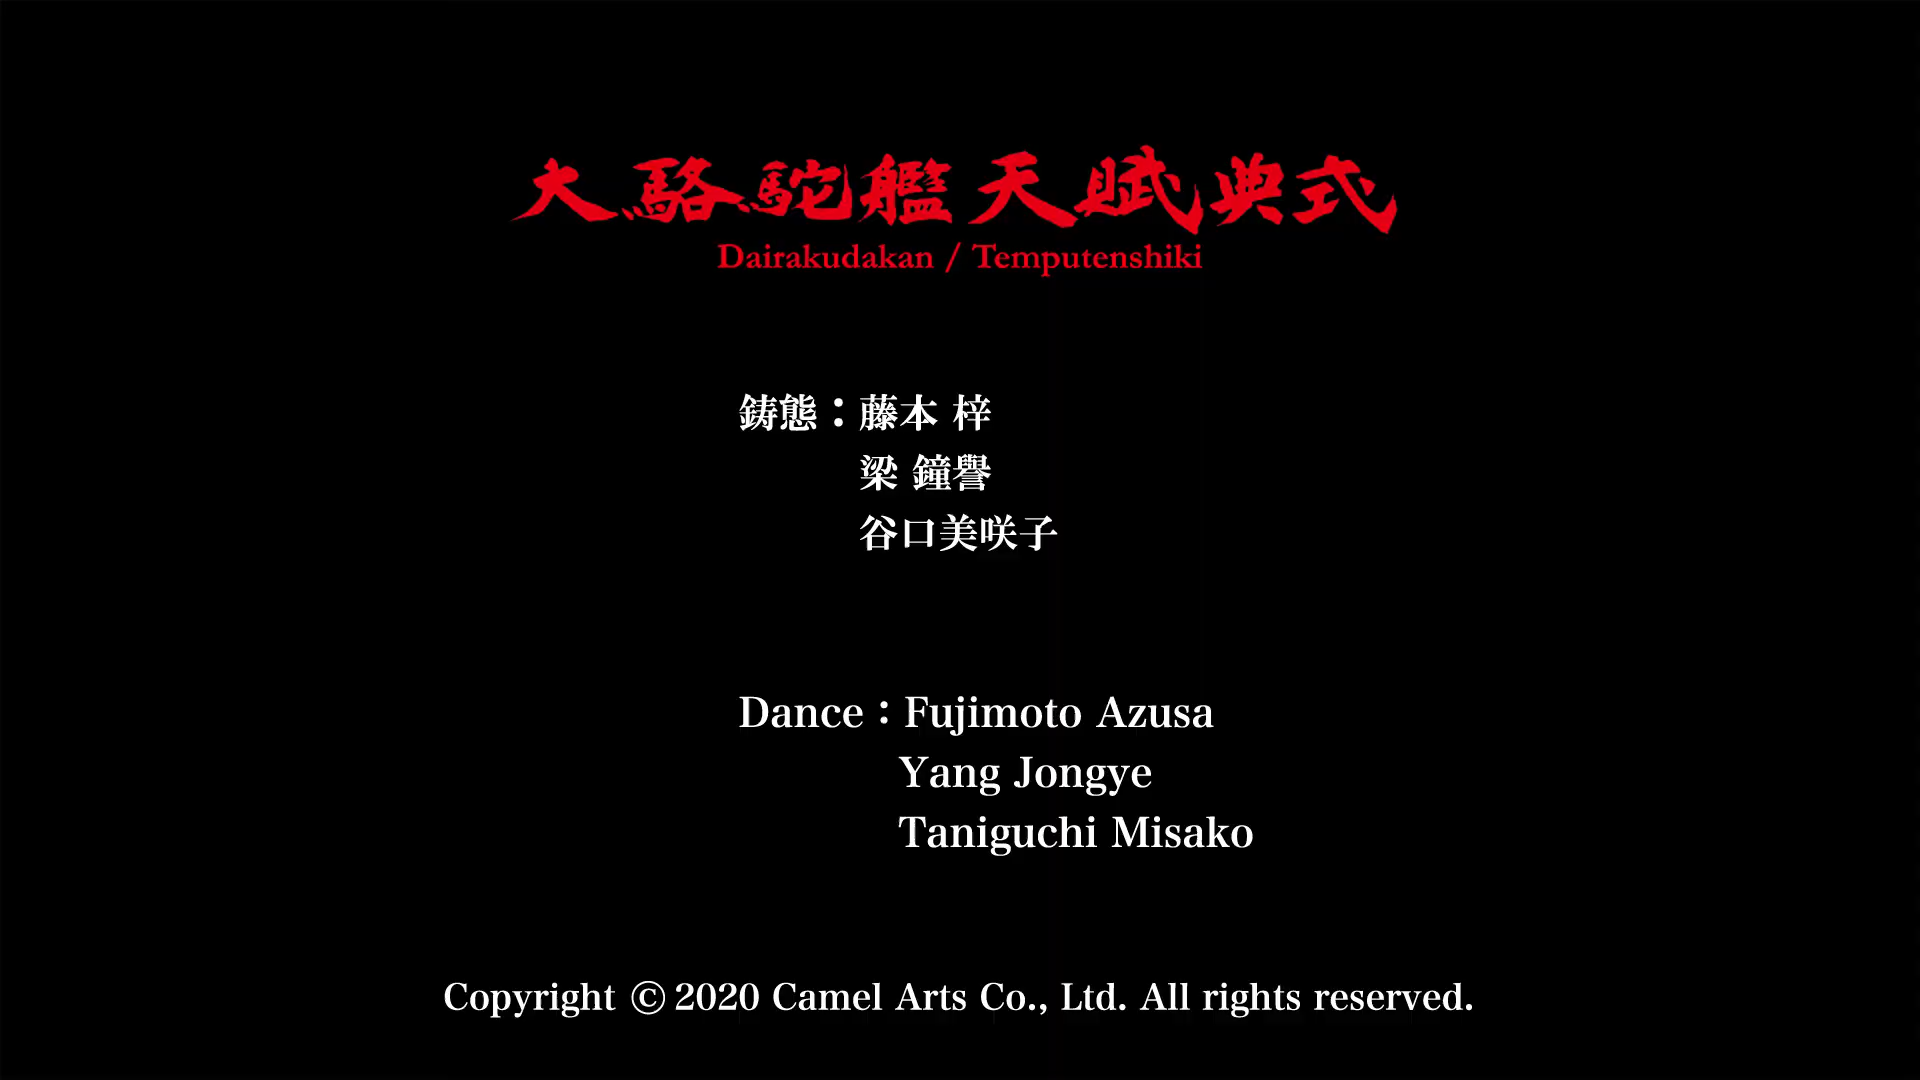 大駱駝艦天賦典式
Dairakudakan / Temputenshiki
鋳態：藤本 梓
梁 鐘譽
谷口美咲子
Dance：Fujimoto Azusa
Yang Jongye
Taniguchi Misako
Copyright © 2020 Camel Arts Co., Ltd. All rights reserved.